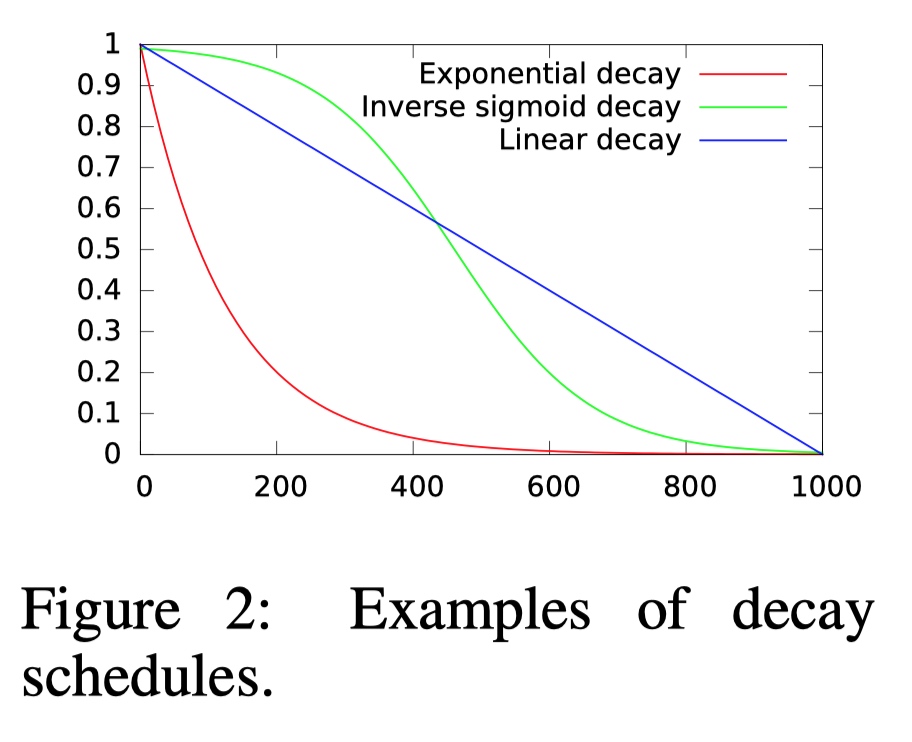 1
0.9
0.8
0.7
0.6
0.5
0.4
0.3
0.2
0.1
0
Exponential decay
Inverse sigmoid decay
Linear decay
0 200 400 600 800 1000
Figure 2: Examples of decay
schedules.